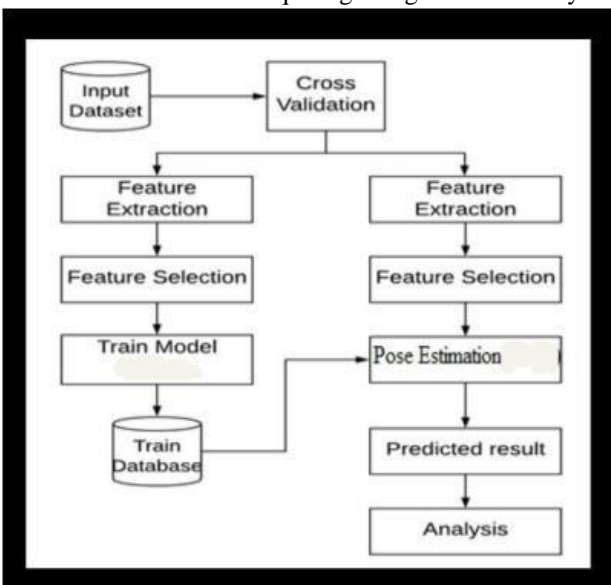 Input
Dataset
Cross
Validation
Feature
Extraction
Feature
Extraction
Feature Selection
Feature Selection
Train Model
Pose Estimation )
Train
Database
Predicted result
Analysis